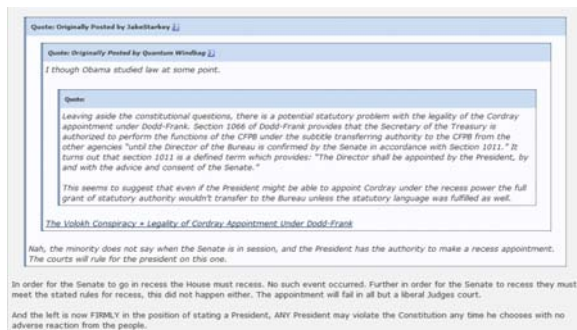 Quote: Originally Posted by JakeStarkey
Quote: Originally Posted by Quantum Windbag
I though Obama studied law at some point.
Quote:
Leaving aside the constitutional questions, there is a potential statutory problem with the legality of the Cordray
appointment under Dodd-Frank. Section 1066 of Dodd-Frank provides that the Secretary of the Treasury is
authorized to perform the functions of the CFPB under the subtitle transferring authority to the CFPB from the
other agencies "until the Director of the Bureau is confirmed by the Senate in accordance with Section 1011." It
turns out that section 1011 is a defined term which provides: "The Director shall be appointed by the President, by
and with the advice and consent of the Senate."
This seems to suggest that even if the President might be able to appoint Cordray under the recess power the full
grant of statutory authority wouldn't transfer to the Bureau unless the statutory language was fulfilled as well.
The Volokh Conspiracy • Legality of Cordray Appointment Under Dodd-Frank
Nah, the minority does not say when the Senate is in session, and the President has the authority to make a recess appointment.
The courts will rule for the president on this one.
In order for the Senate to go in recess the House must recess. No such event occurred. Further in order for the Senate to recess they must
meet the stated rules for recess, this did not happen either. The appointment will fail in all but a liberal Judges court.
And the left is now FIRMLY in the position of stating a President, ANY President may violate the Constitution any time he chooses with no
adverse reaction from the people.